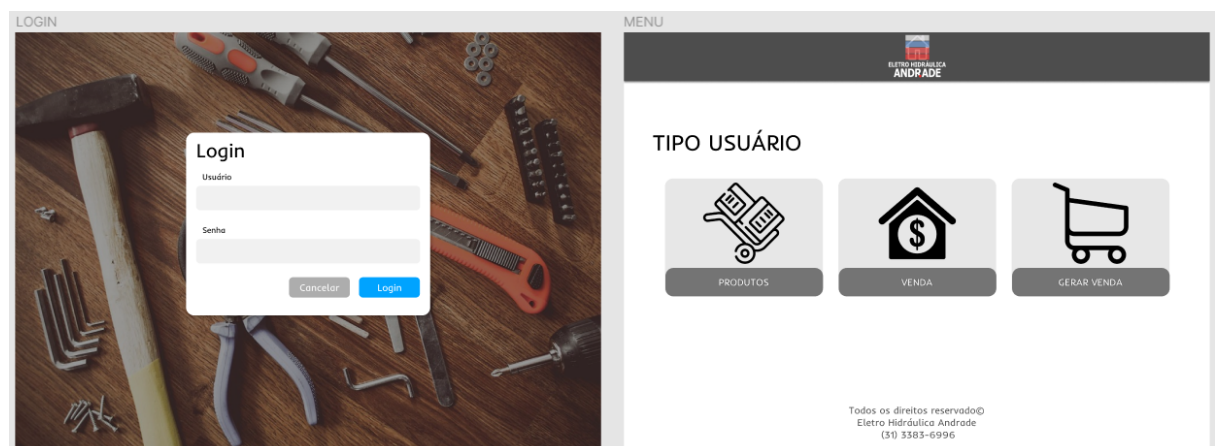 LOGIN
Login
Usuário
Senha
Cancelar
Login
MENU
ELETRO HIDRÁULICA
ANDRADE
TIPO USUÁRIO
PRODUTOS
VENDA
GERAR VENDA
Todos os direitos reservado©
Eletro Hidráulica Andrade
(31) 3383-6996